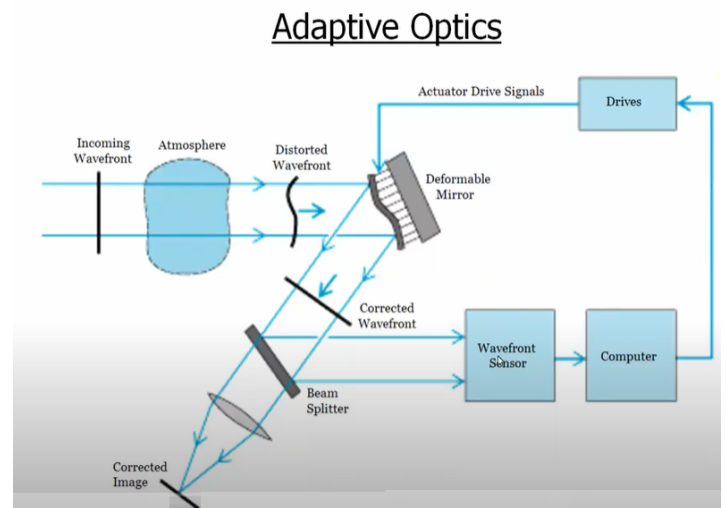 Adaptive Optics
Actuator Drive Signals
Drives
Incoming
Wavefront
Atmosphere
Distorted
Wavefront
Deformable
Mirror
Corrected
Wavefront
Wavefront
Sensor
Computer
Beam
Splitter
Corrected
Image